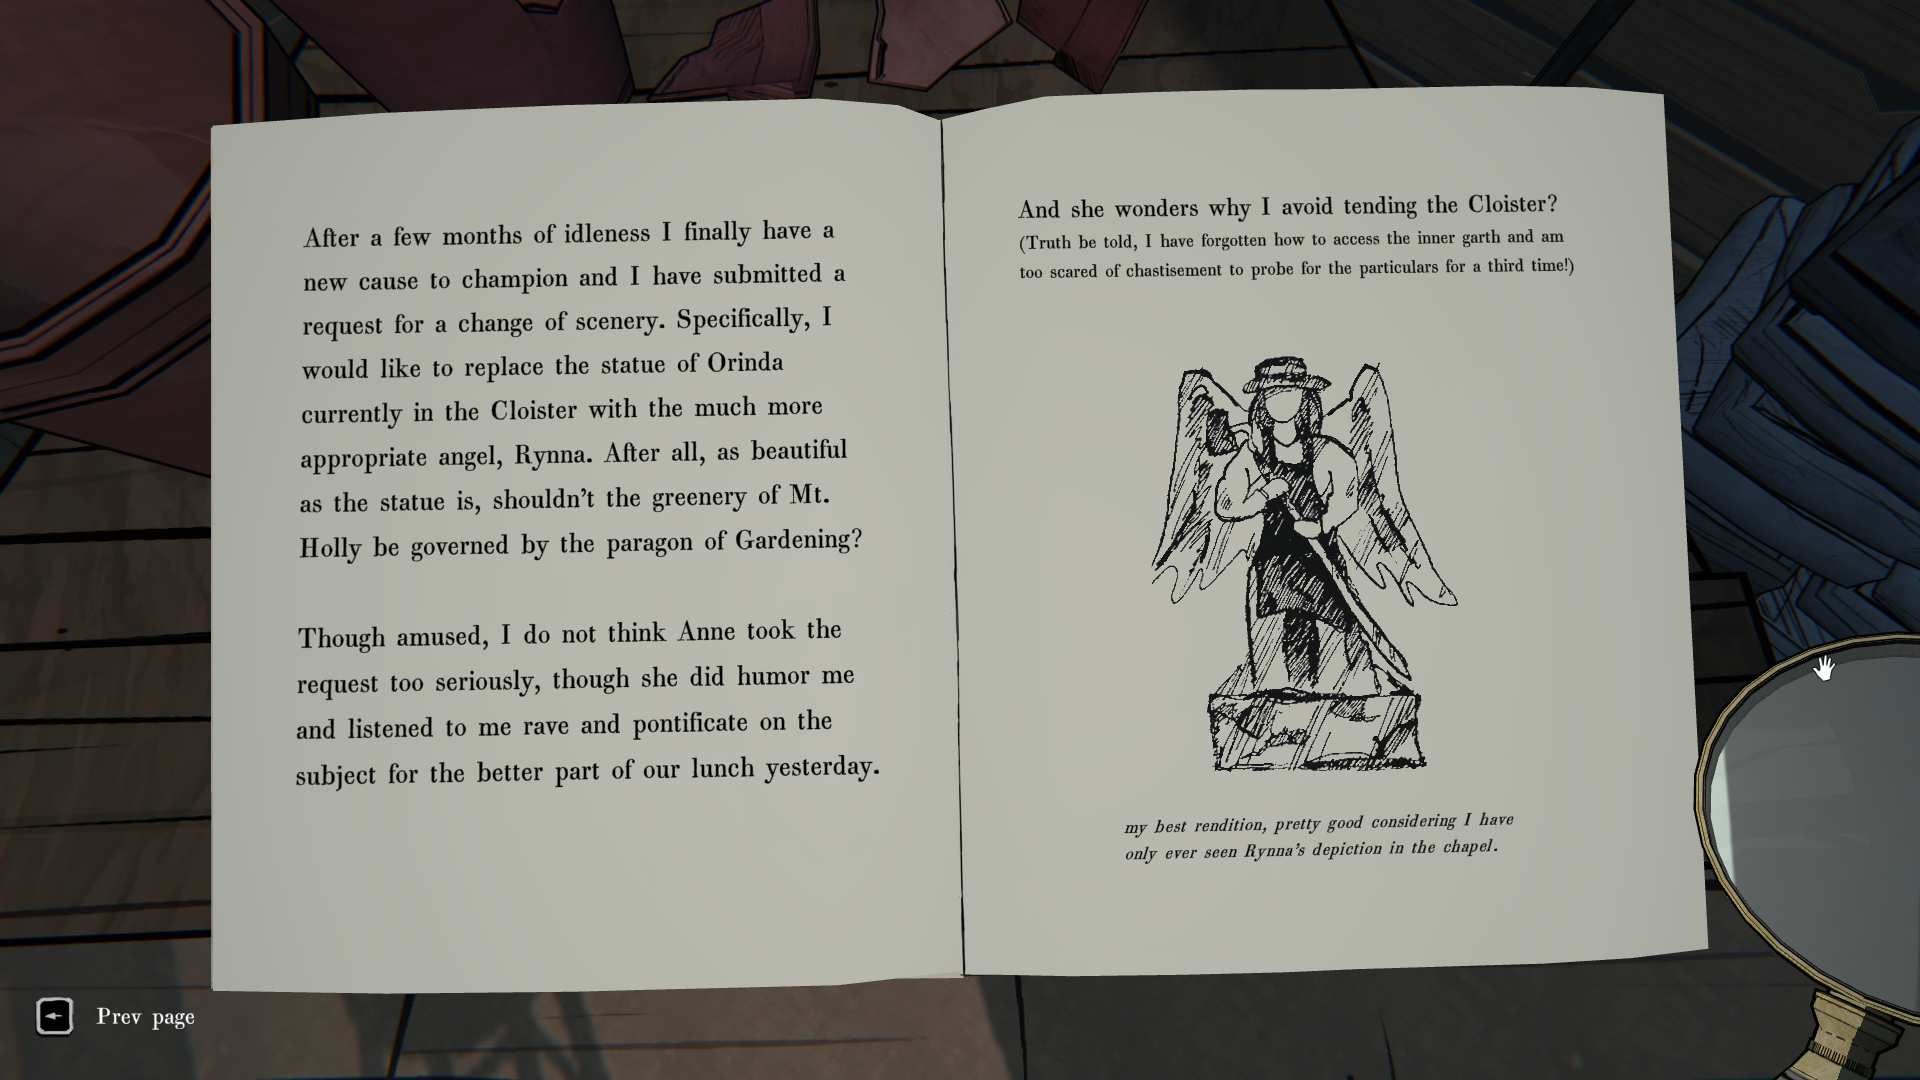 After a few months of idleness I finally have a
new cause to champion and I have submitted a
request for a change of scenery. Specifically, I
would like to replace the statue of Orinda
currently in the Cloister with the much more
appropriate angel, Rynna. After all, as beautiful
as the statue is, shouldn't the greenery of Mt.
Holly be governed by the paragon of Gardening?
Though amused, I do not think Anne took the
request too seriously, though she did humor me
and listened to me rave and pontificate on the
subject for the better part of our lunch yesterday.
And she wonders why I avoid tending the Cloister?
(Truth be told, I have forgotten how to access the inner garth and am
too scared of chastisement to probe for the particulars for a third time!)
my best rendition, pretty good considering I have
only ever seen Rynna's depiction in the chapel.
Prev page